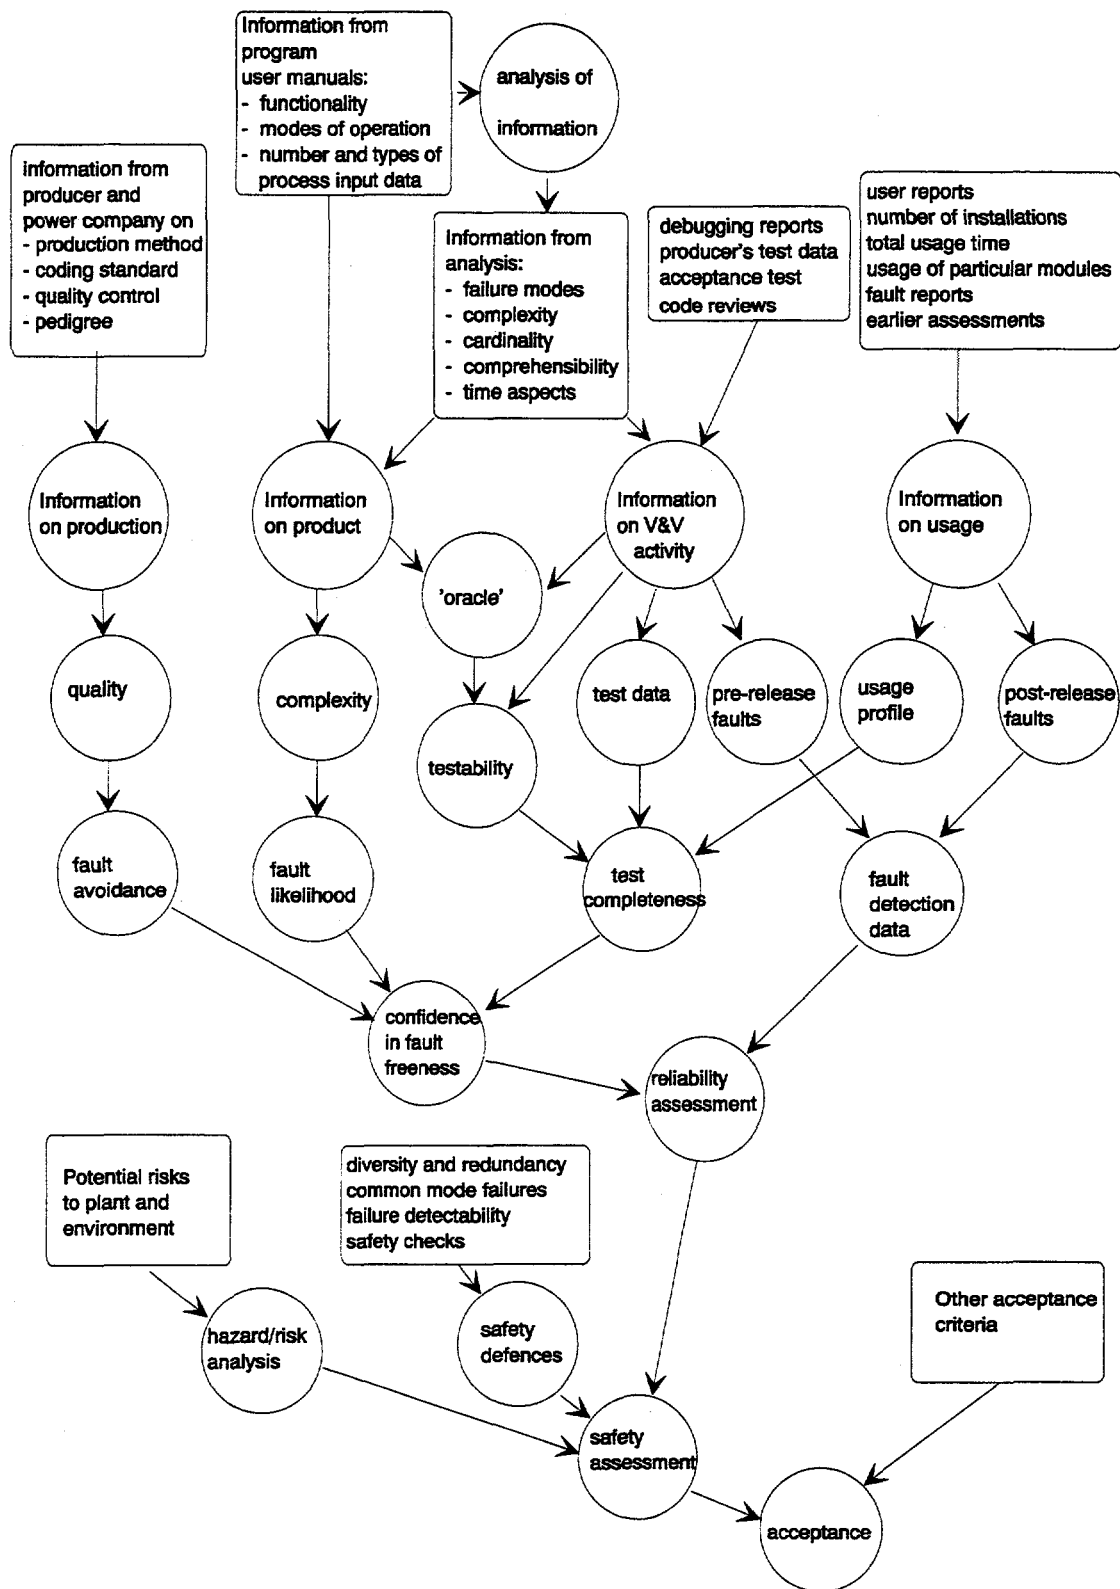 Information from
program
user manuals:
- functionality
- modes of operation
- number and types of
process input data
analysis of
information
information from
producer and
power company on
- production method
- coding standard
- quality control
- pedigree
Information from
analysis:
- failure modes
- complexity
- cardinality
- comprehensibility
- time aspects
debugging reports
producer's test data
acceptance test
code reviews
user reports
number of installations
total usage time
usage of particular modules
fault reports
earlier assessments
Information
on production
Information
on product
Information
on V&V
activity
Information
on usage
'oracle'
quality
complexity
testability
test data
pre-release
faults
usage
profile
post-release
faults
fault
avoidance
fault
likelihood
test
completeness
fault
detection
data
confidence
in fault
freeness
reliability
assessment
Potential risks
to plant and
environment
diversity and redundancy
common mode failures
failure detectability
safety checks
Other acceptance
criteria
hazard/risk
analysis
safety
defences
safety
assessment
acceptance